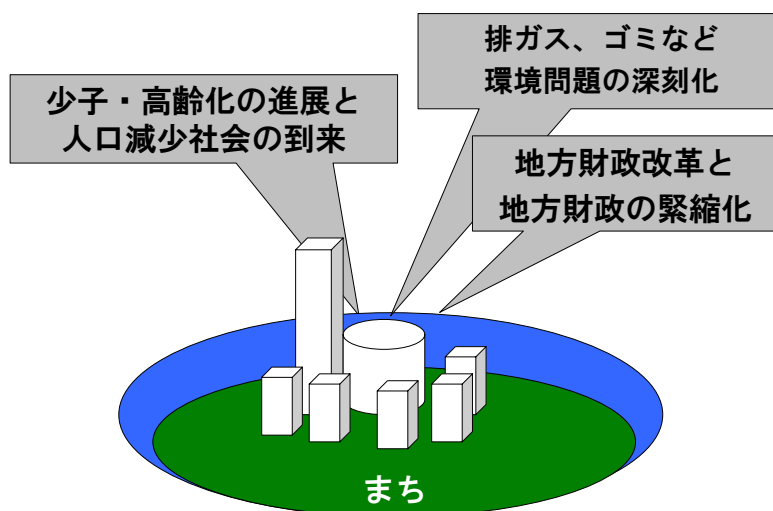 排ガス、ゴミなど
環境問題の深刻化
少子・高齢化の進展と
人口減少社会の到来
地方財政改革と
地方財政の緊縮化
まち